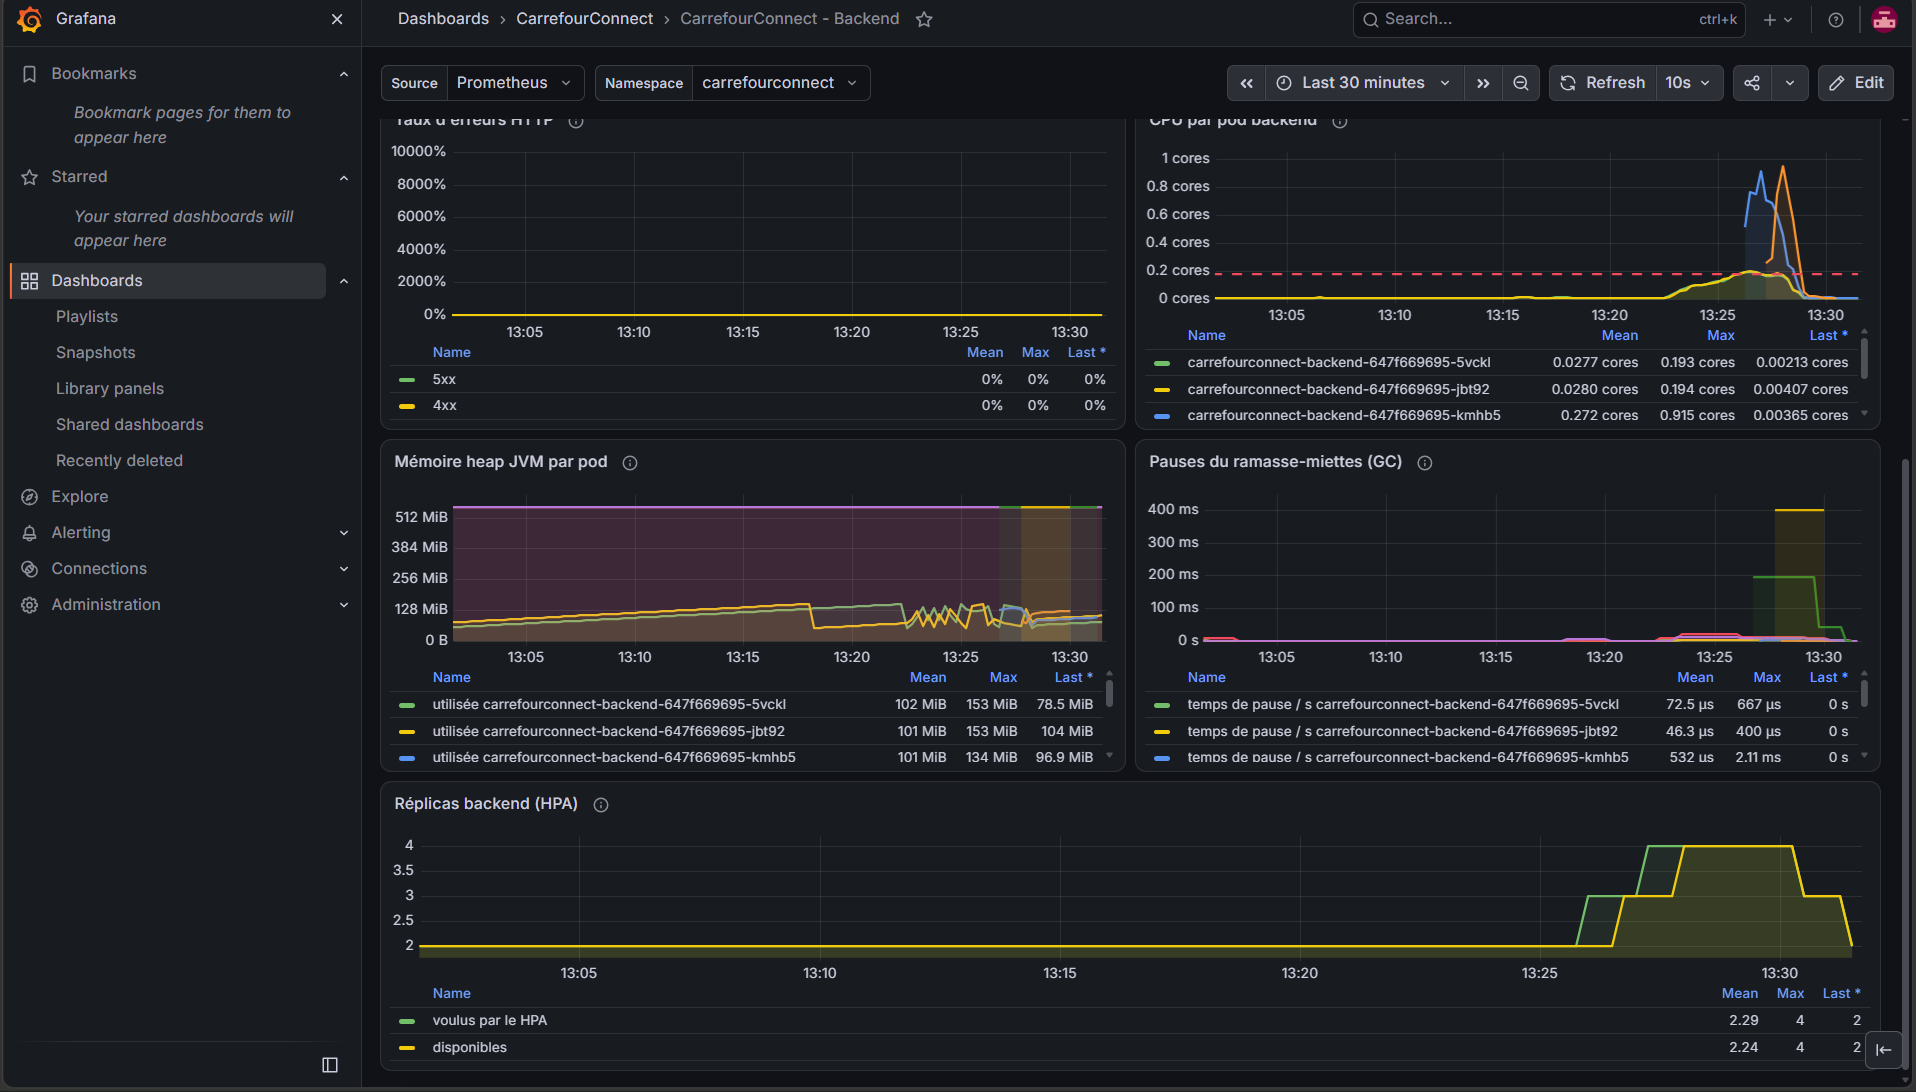 Grafana
Dashboards › CarrefourConnect › CarrefourConnect - Backend
Search... ctrl+k
Bookmarks
Bookmark pages for them to
appear here
Starred
Your starred dashboards will
appear here
Dashboards
Playlists
Snapshots
Library panels
Shared dashboards
Recently deleted
Explore
Alerting
Connections
Administration
Source Prometheus
Namespace carrefourconnect
Last 30 minutes
Refresh 10s
Edit
Taux d'erreurs HTTP
10000%
8000%
6000%
4000%
2000%
0%
13:05 13:10 13:15 13:20 13:25 13:30
Name Mean Max Last *
5xx 0% 0% 0%
4xx 0% 0% 0%
CPU par pod backend
1 cores
0.8 cores
0.6 cores
0.4 cores
0.2 cores
0 cores
13:05 13:10 13:15 13:20 13:25 13:30
Name Mean Max Last *
carrefourconnect-backend-647f669695-5vckl 0.0277 cores 0.193 cores 0.00213 cores
carrefourconnect-backend-647f669695-jbt92 0.0280 cores 0.194 cores 0.00407 cores
carrefourconnect-backend-647f669695-kmhb5 0.272 cores 0.915 cores 0.00365 cores
Mémoire heap JVM par pod
512 MiB
384 MiB
256 MiB
128 MiB
0 B
13:05 13:10 13:15 13:20 13:25 13:30
Name Mean Max Last *
utilisée carrefourconnect-backend-647f669695-5vckl 102 MiB 153 MiB 78.5 MiB
utilisée carrefourconnect-backend-647f669695-jbt92 101 MiB 153 MiB 104 MiB
utilisée carrefourconnect-backend-647f669695-kmhb5 101 MiB 134 MiB 96.9 MiB
Pauses du ramasse-miettes (GC)
400 ms
300 ms
200 ms
100 ms
0 s
13:05 13:10 13:15 13:20 13:25 13:30
Name Mean Max Last *
temps de pause / s carrefourconnect-backend-647f669695-5vckl 72.5 µs 667 µs 0 s
temps de pause / s carrefourconnect-backend-647f669695-jbt92 46.3 µs 400 µs 0 s
temps de pause / s carrefourconnect-backend-647f669695-kmhb5 532 µs 2.11 ms 0 s
Réplicas backend (HPA)
4
3.5
3
2.5
2
13:05 13:10 13:15 13:20 13:25 13:30
Name Mean Max Last *
voulus par le HPA 2.29 4 2
disponibles 2.24 4 2